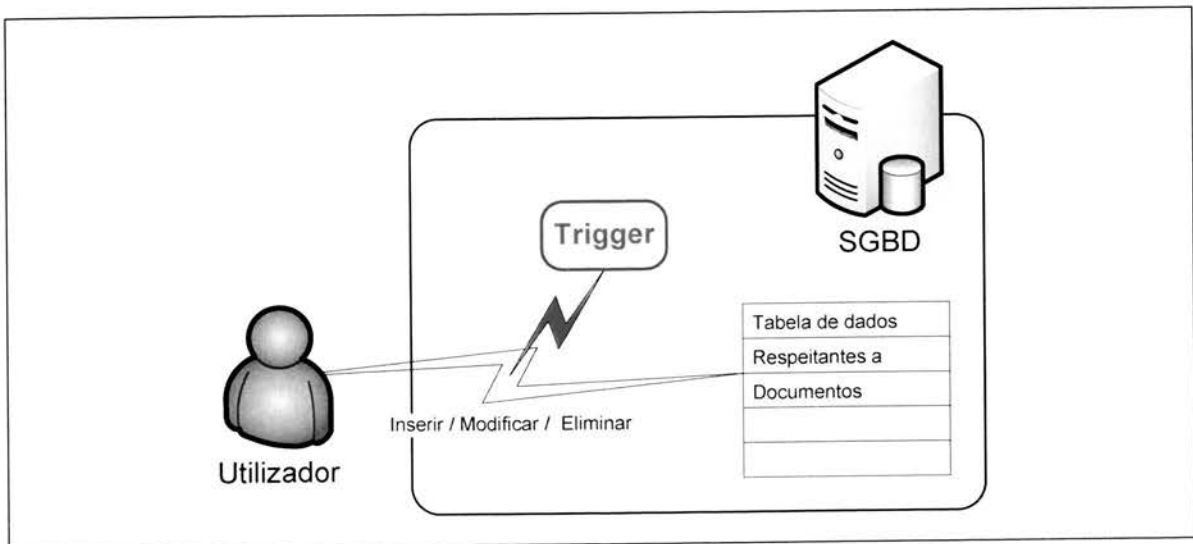 SGBD
Trigger
Tabela de dados
Respeitantes a
Documentos
Inserir / Modificar / Eliminar
Utilizador